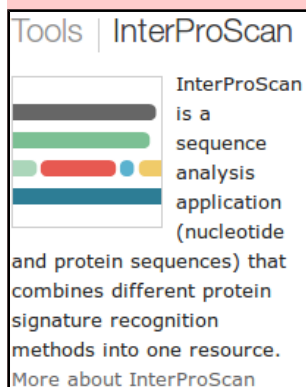 Tools | InterProScan
InterProScan
is a
sequence
analysis
application
(nucleotide
and protein sequences) that
combines different protein
signature recognition
methods into one resource.
More about InterProScan